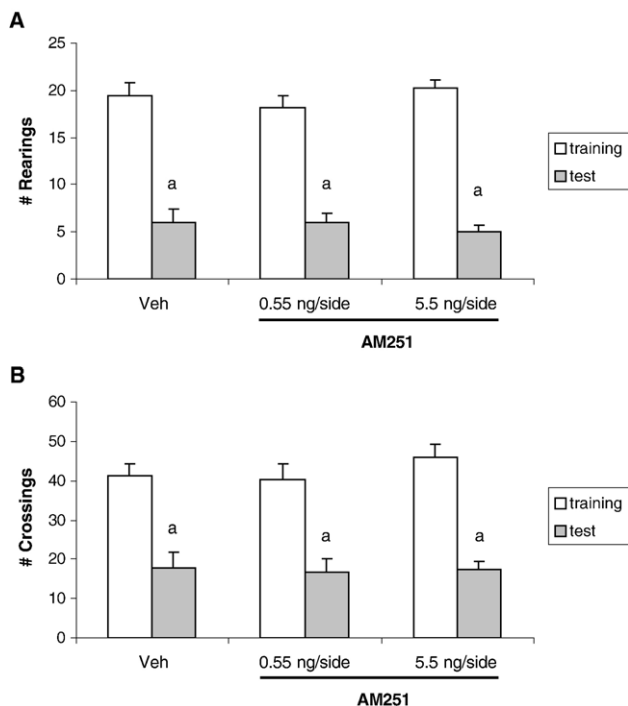 A
25
20
15
10
5
0
# Rearings
a
a
a
training
test
Veh
0.55 ng/side
5.5 ng/side
AM251
B
60
50
40
30
20
10
0
# Crossings
a
a
a
training
test
Veh
0.55 ng/side
5.5 ng/side
AM251